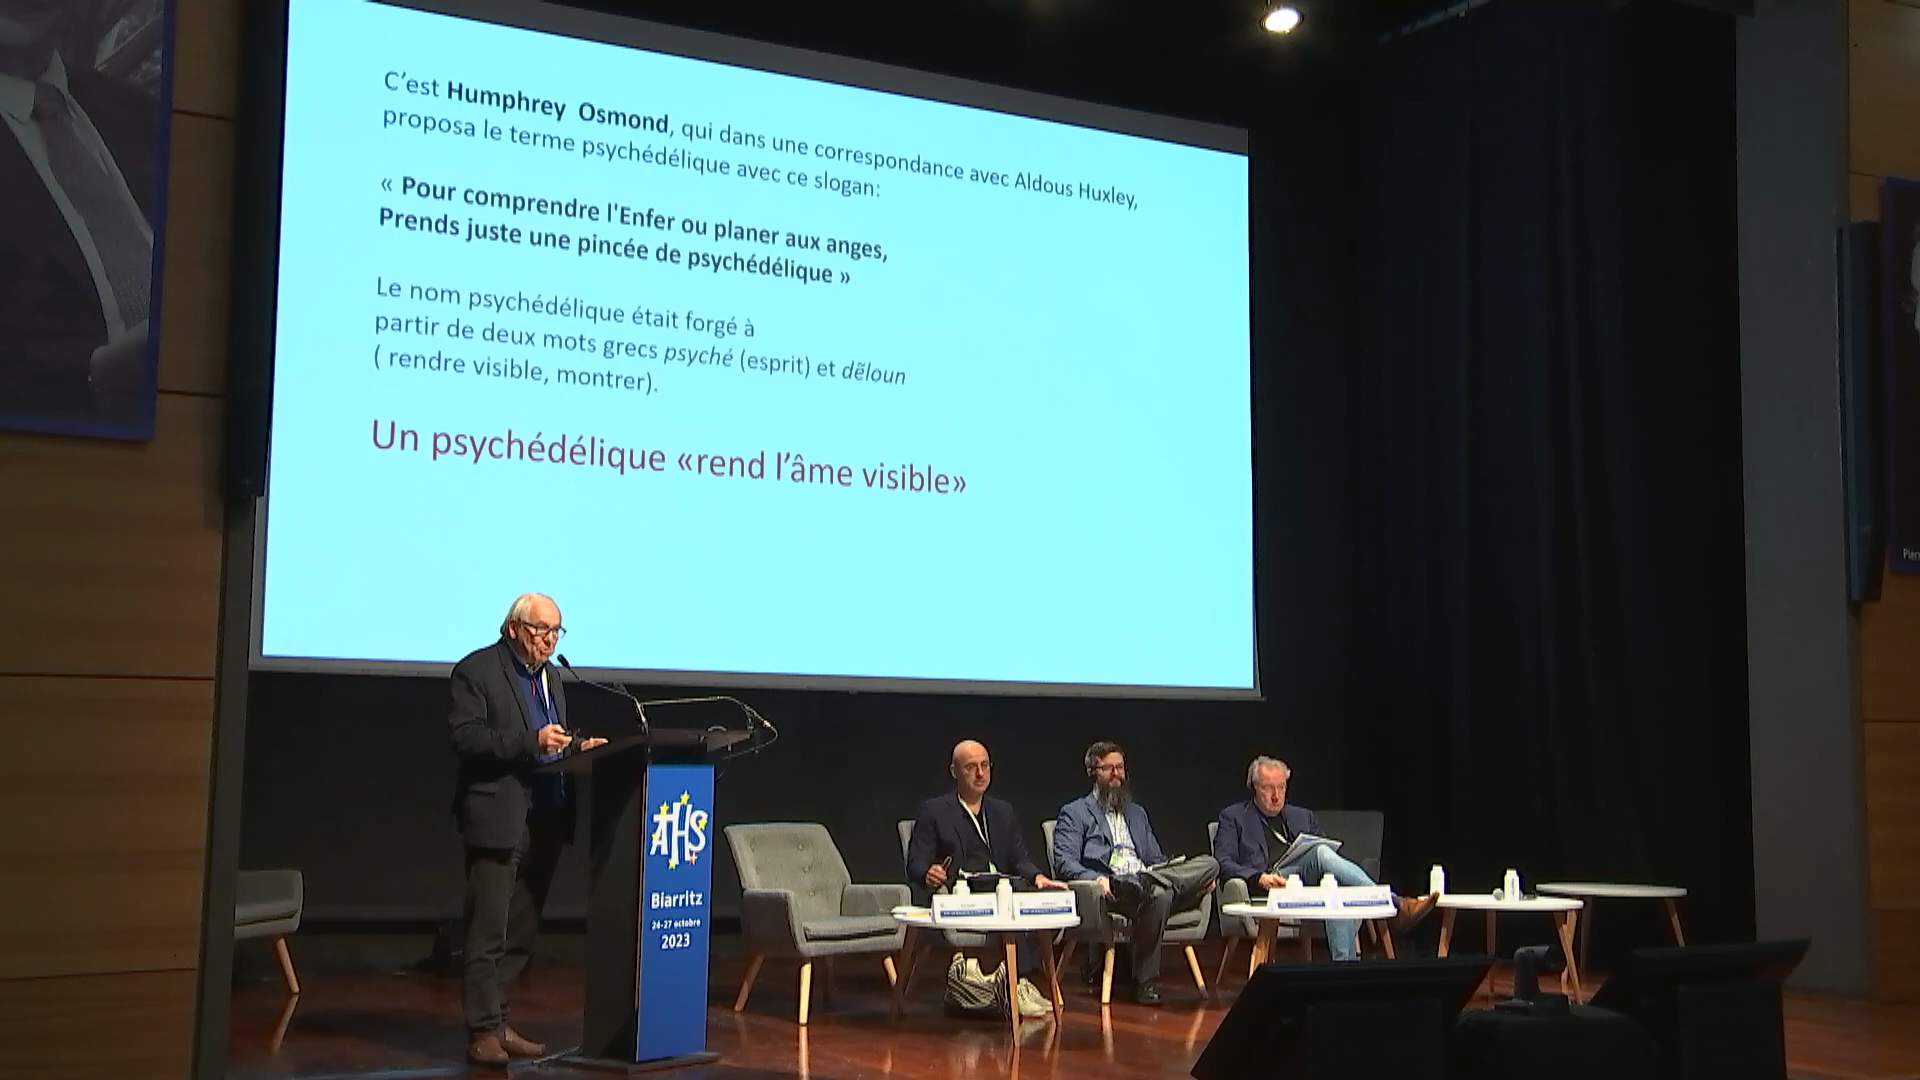 C'est Humphrey Osmond, qui dans une correspondance avec Aldous Huxley,
proposa le terme psychédélique avec ce slogan:
« Pour comprendre l'Enfer ou planer aux anges,
Prends juste une pincée de psychédélique »
Le nom psychédélique était forgé à
partir de deux mots grecs psyché (esprit) et dẽloun
( rendre visible, montrer).
Un psychédélique «rend l'âme visible»
AHS
Biarritz
24-27 octobre
2023